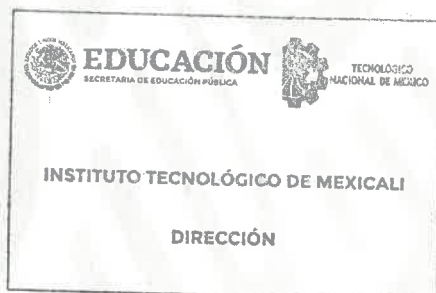 EDUCACIÓN
SECRETARÍA DE EDUCACIÓN PÚBLICA
TECNOLÓGICO
NACIONAL DE MÉXICO
INSTITUTO TECNOLÓGICO DE MEXICALI
DIRECCIÓN